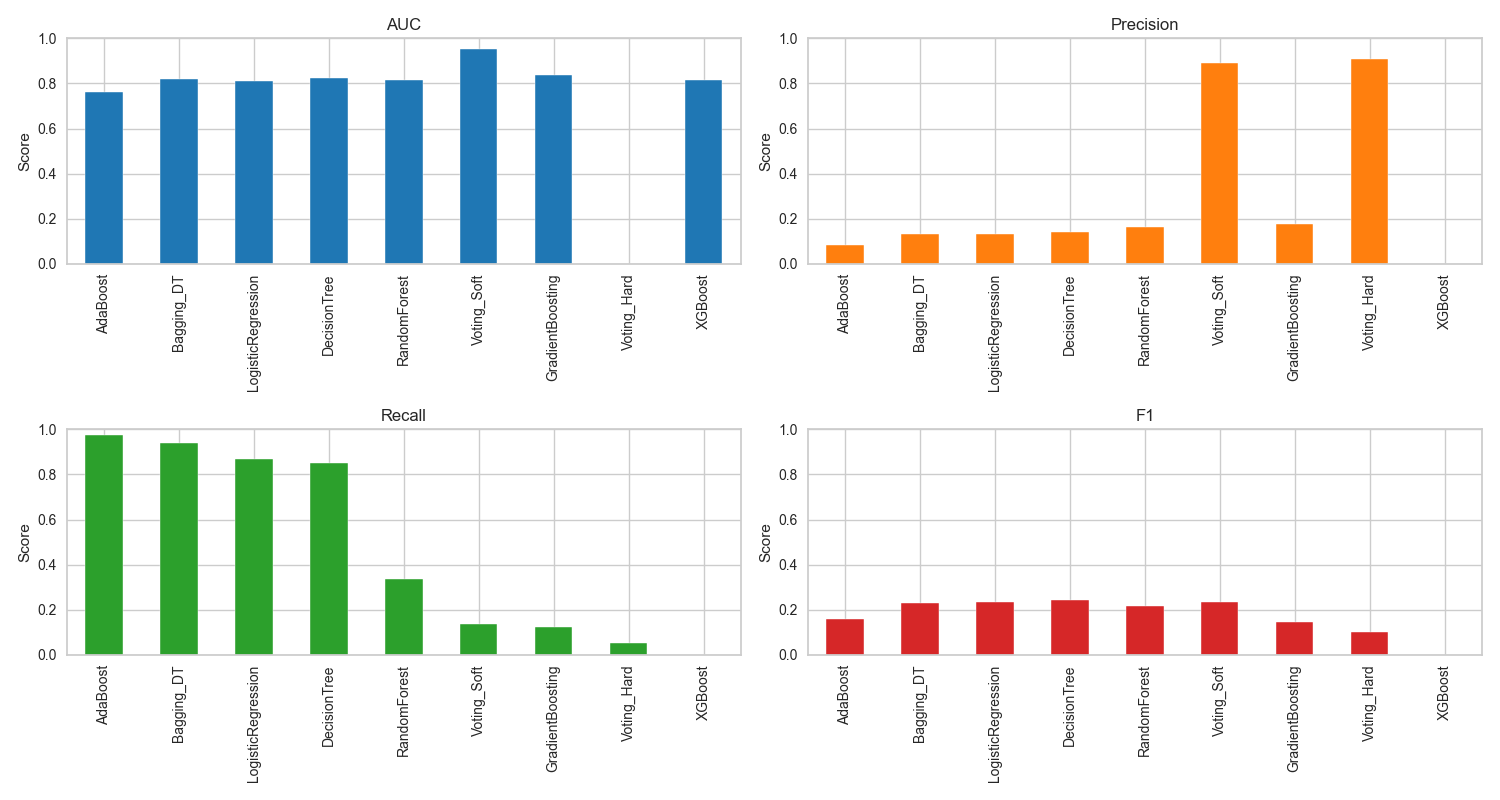 AUC
Score
1.0
0.8
0.6
0.4
0.2
0.0
AdaBoost
Bagging_DT
LogisticRegression
DecisionTree
RandomForest
Voting_Soft
GradientBoosting
Voting_Hard
XGBoost
Precision
Score
1.0
0.8
0.6
0.4
0.2
0.0
AdaBoost
Bagging_DT
LogisticRegression
DecisionTree
RandomForest
Voting_Soft
GradientBoosting
Voting_Hard
XGBoost
Recall
Score
1.0
0.8
0.6
0.4
0.2
0.0
AdaBoost
Bagging_DT
LogisticRegression
DecisionTree
RandomForest
Voting_Soft
GradientBoosting
Voting_Hard
XGBoost
F1
Score
1.0
0.8
0.6
0.4
0.2
0.0
AdaBoost
Bagging_DT
LogisticRegression
DecisionTree
RandomForest
Voting_Soft
GradientBoosting
Voting_Hard
XGBoost